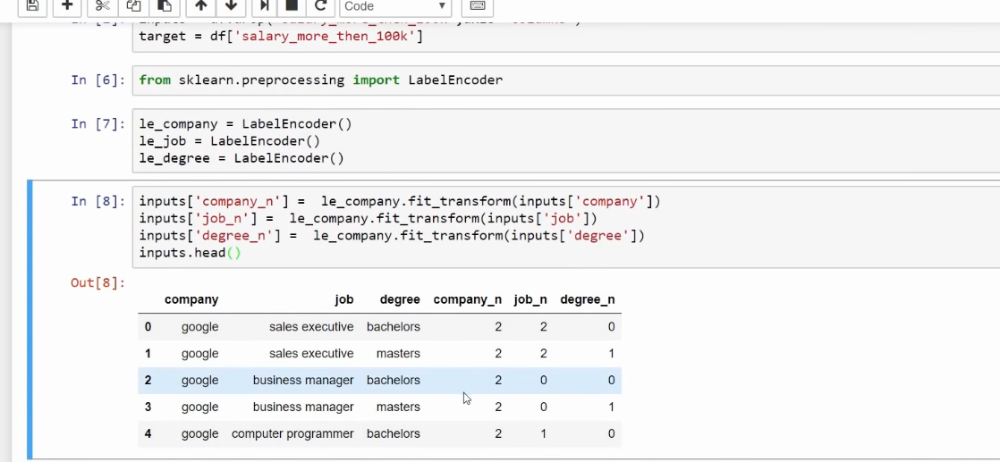 Code
target = df['salary_more_then_100k']
In [6]: from sklearn.preprocessing import LabelEncoder
In [7]: le_company = LabelEncoder()
le_job = LabelEncoder()
le_degree = LabelEncoder()
In [8]: inputs['company_n'] = le_company.fit_transform(inputs['company'])
inputs['job_n'] = le_company.fit_transform(inputs['job'])
inputs['degree_n'] = le_company.fit_transform(inputs['degree'])
inputs.head()
Out[8]:
company job degree company_n job_n degree_n
0 google sales executive bachelors 2 2 0
1 google sales executive masters 2 2 1
2 google business manager bachelors 2 0 0
3 google business manager masters 2 0 1
4 google computer programmer bachelors 2 1 0